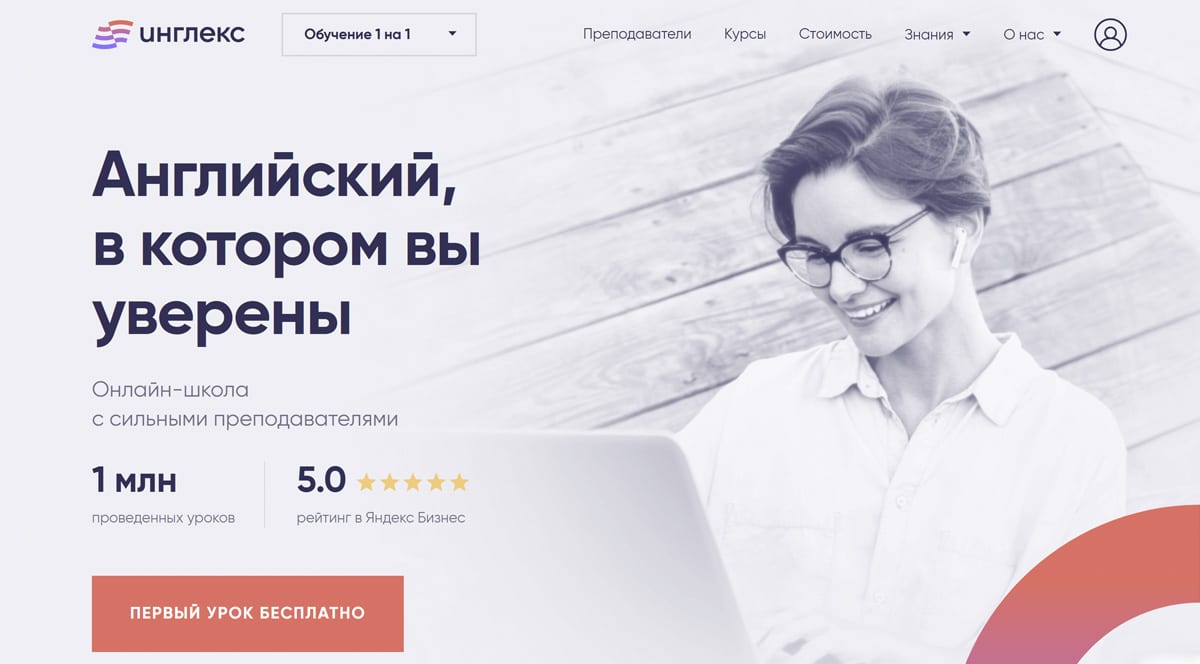 инглекс
Обучение 1 на 1
Преподаватели
Курсы
Стоимость
Знания
О нас
Английский,
в котором вы
уверены
Онлайн-школа
с сильными преподавателями
1 млн
проведенных уроков
5.0
рейтинг в Яндекс Бизнес
ПЕРВЫЙ УРОК БЕСПЛАТНО